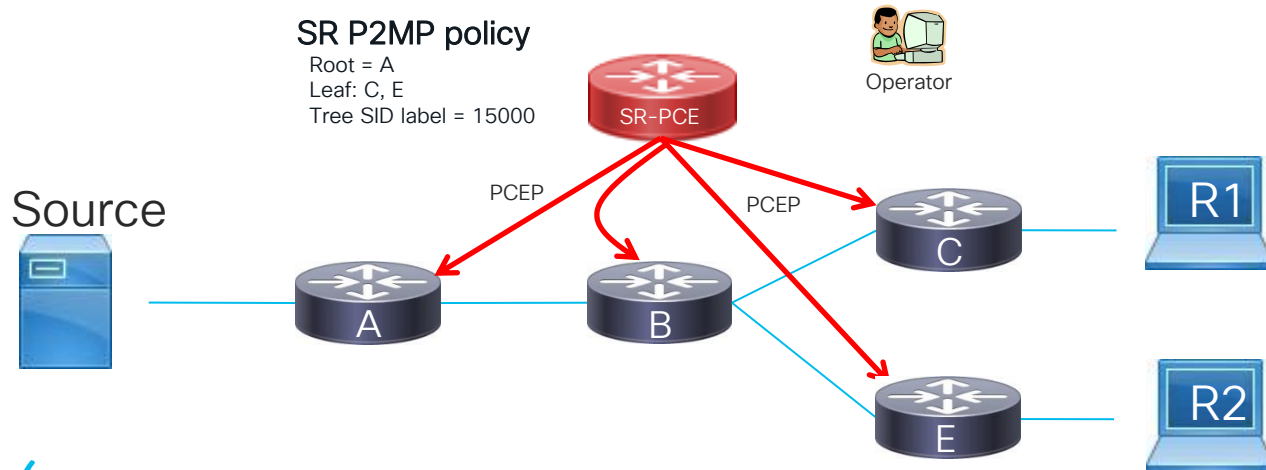 SR P2MP policy
Root = A
Leaf: C, E
Tree SID label = 15000
SR-PCE
Operator
PCEP
PCEP
Source
R1
C
A
B
R2
E